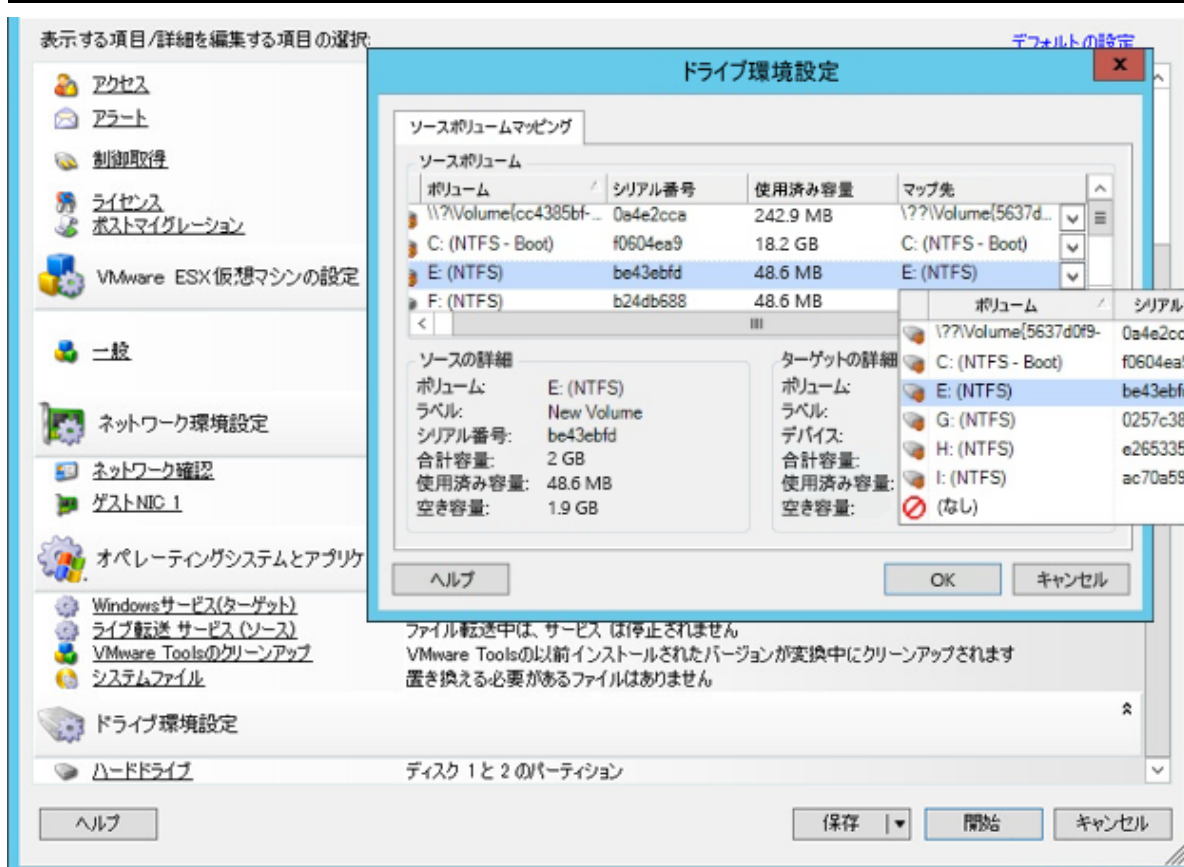 表示する項目/詳細を編集する項目の選択:
デフォルトの設定
アクセス
アラート
制御取得
ライセンス
ポストマイグレーション
VMware ESX仮想マシンの設定
一般
ネットワーク環境設定
ネットワーク確認
ゲストNIC 1
オペレーティングシステムとアプリケ
Windowsサービス(ターゲット)
ライブ転送 サービス (ソース)
ファイル転送中は、サービス は停止されません
VMware Toolsのクリーンアップ
VMware Toolsの以前インストールされたバージョンが変換中にクリーンアップされます
システムファイル
置き換える必要があるファイルはありません
ドライブ環境設定
ハードドライブ
ディスク 1 と 2 のパーティション
ヘルプ
保存
開始
キャンセル
ドライブ環境設定
x
ソースボリュームマッピング
ソースボリューム
ボリューム シリアル番号 使用済み容量 マップ先
\\?\Volume{cc4385bf-... 0a4e2cca 242.9 MB \??\Volume{5637d...
C: (NTFS - Boot) f0604ea9 18.2 GB C: (NTFS - Boot)
E: (NTFS) be43ebfd 48.6 MB E: (NTFS)
F: (NTFS) b24db688 48.6 MB
ソースの詳細
ボリューム: E: (NTFS)
ラベル: New Volume
シリアル番号: be43ebfd
合計容量: 2 GB
使用済み容量: 48.6 MB
空き容量: 1.9 GB
ターゲットの詳細
ボリューム:
ラベル:
デバイス:
合計容量:
使用済み容量:
空き容量:
ボリューム シリアル
\??\Volume{5637d0f9- 0a4e2cc
C: (NTFS - Boot) f0604ea
E: (NTFS) be43ebf
G: (NTFS) 0257c38
H: (NTFS) e265335
I: (NTFS) ac70a59
(なし)
ヘルプ
OK
キャンセル